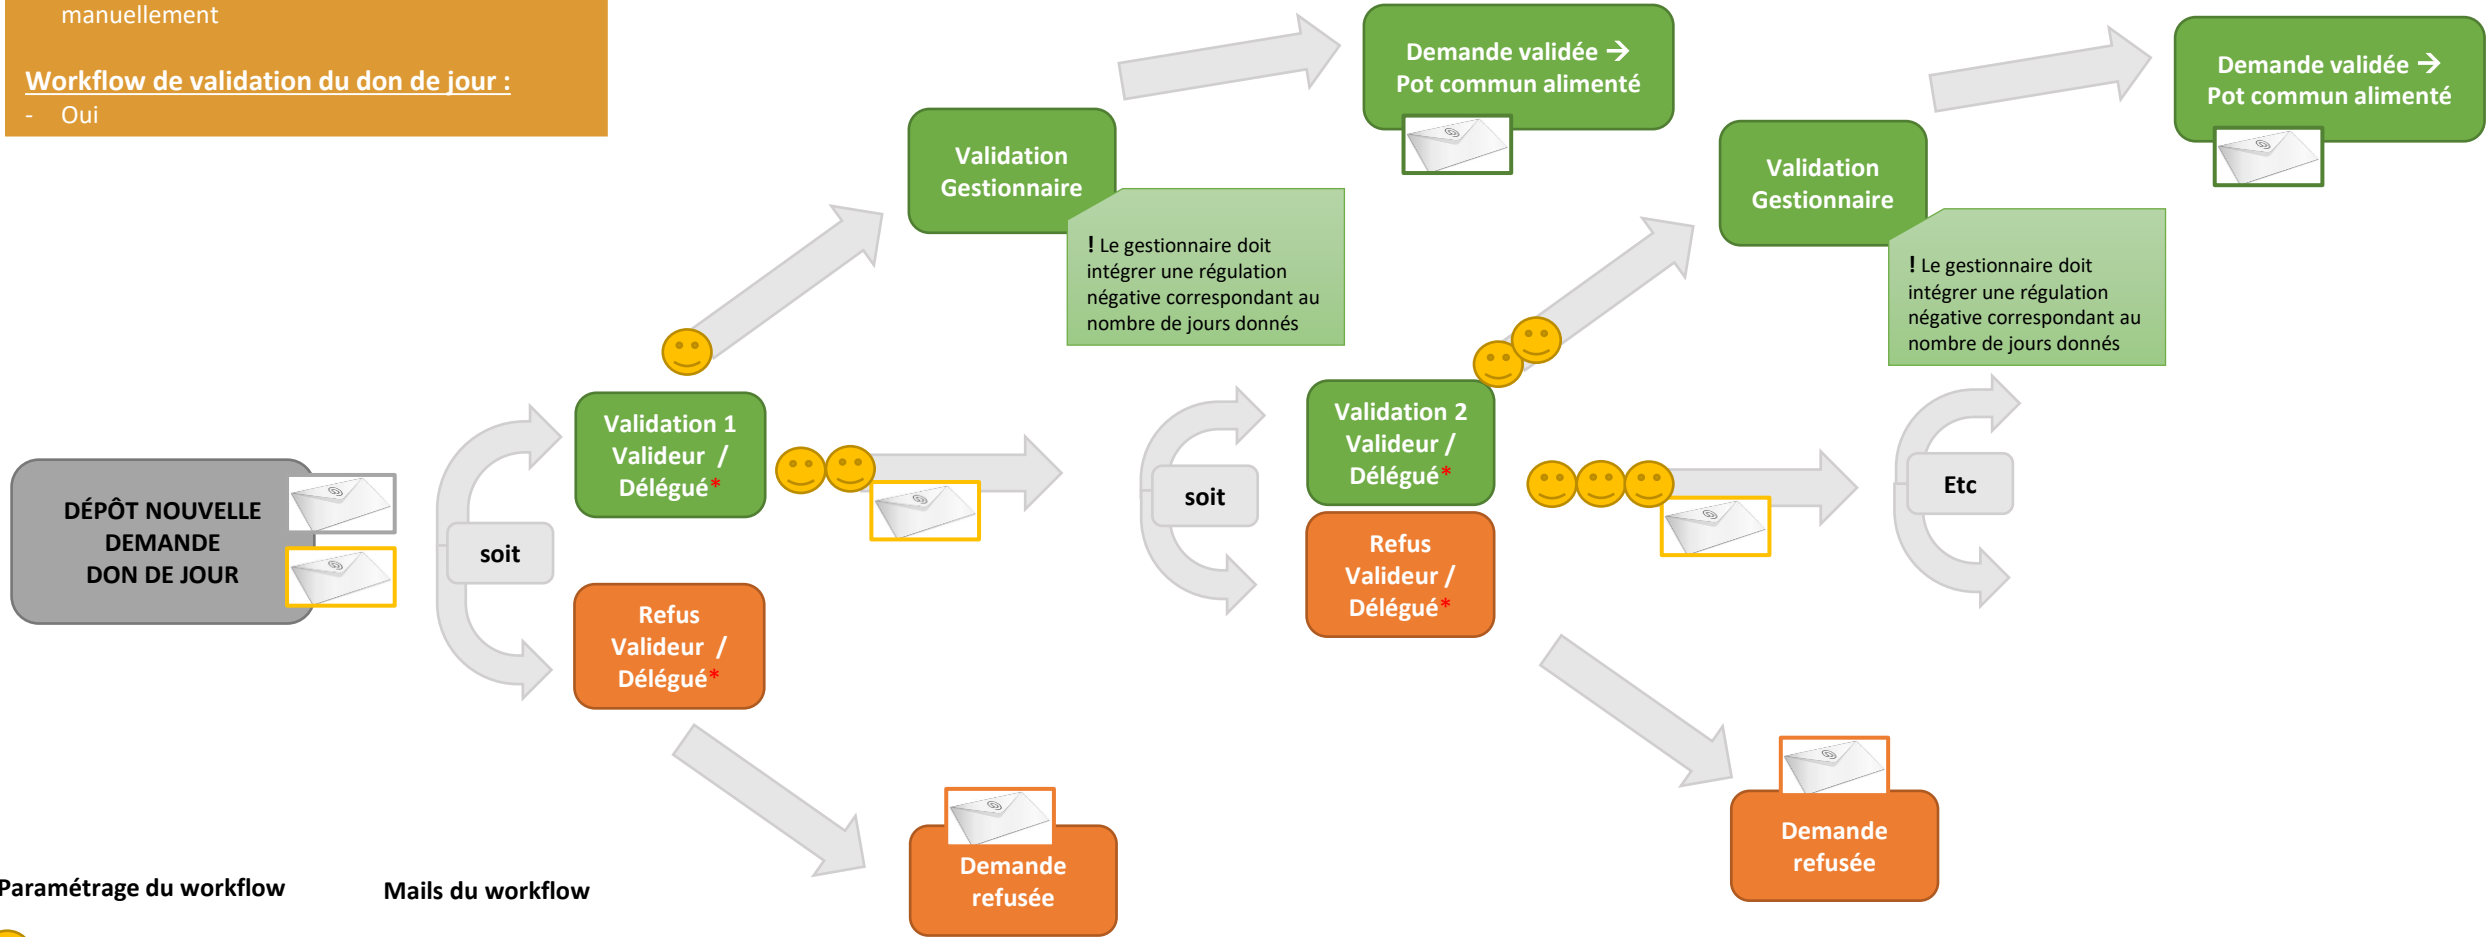 manuellement
Workflow de validation du don de jour :
- Oui
Demande validée →
Pot commun alimenté
Demande validée →
Pot commun alimenté
Validation
Gestionnaire
Validation
Gestionnaire
! Le gestionnaire doit
intégrer une régulation
négative correspondant au
nombre de jours donnés
! Le gestionnaire doit
intégrer une régulation
négative correspondant au
nombre de jours donnés
DÉPÔT NOUVELLE
DEMANDE
DON DE JOUR
soit
Validation 1
Valideur /
Délégué*
Refus
Valideur /
Délégué*
soit
Validation 2
Valideur /
Délégué*
Refus
Valideur /
Délégué*
Etc
Demande
refusée
Demande
refusée
Paramétrage du workflow
Mails du workflow